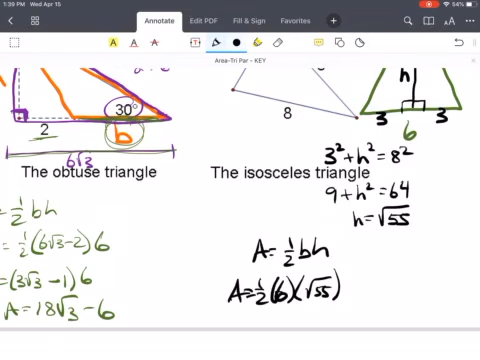 1:39 PM Wed Apr 15
54%
Annotate Edit PDF Fill & Sign Favorites
AA
A A A T
Area-Tri Par - KEY
30°
2
b
6√3
8
h
3 3
6
The obtuse triangle
The isosceles triangle
= 1/2 bh
= 1/2 (6√3-2) 6
= (3√3 - 1) 6
A = 18√3 - 6
3² + h² = 8²
9 + h² = 64
h = √55
A = 1/2 bh
A = 1/2 (6)(√55)